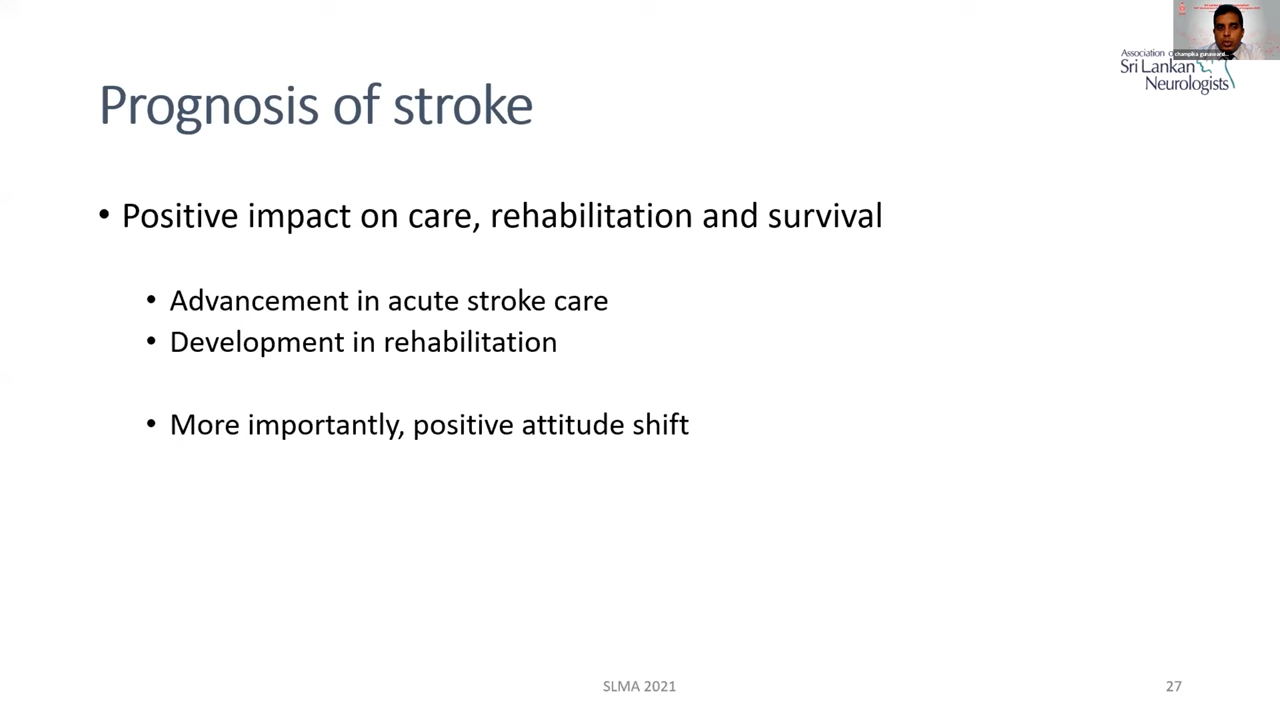 Association
Sri Lankan
Neurologists
Prognosis of stroke
• Positive impact on care, rehabilitation and survival
• Advancement in acute stroke care
• Development in rehabilitation
• More importantly, positive attitude shift
SLMA 2021
27